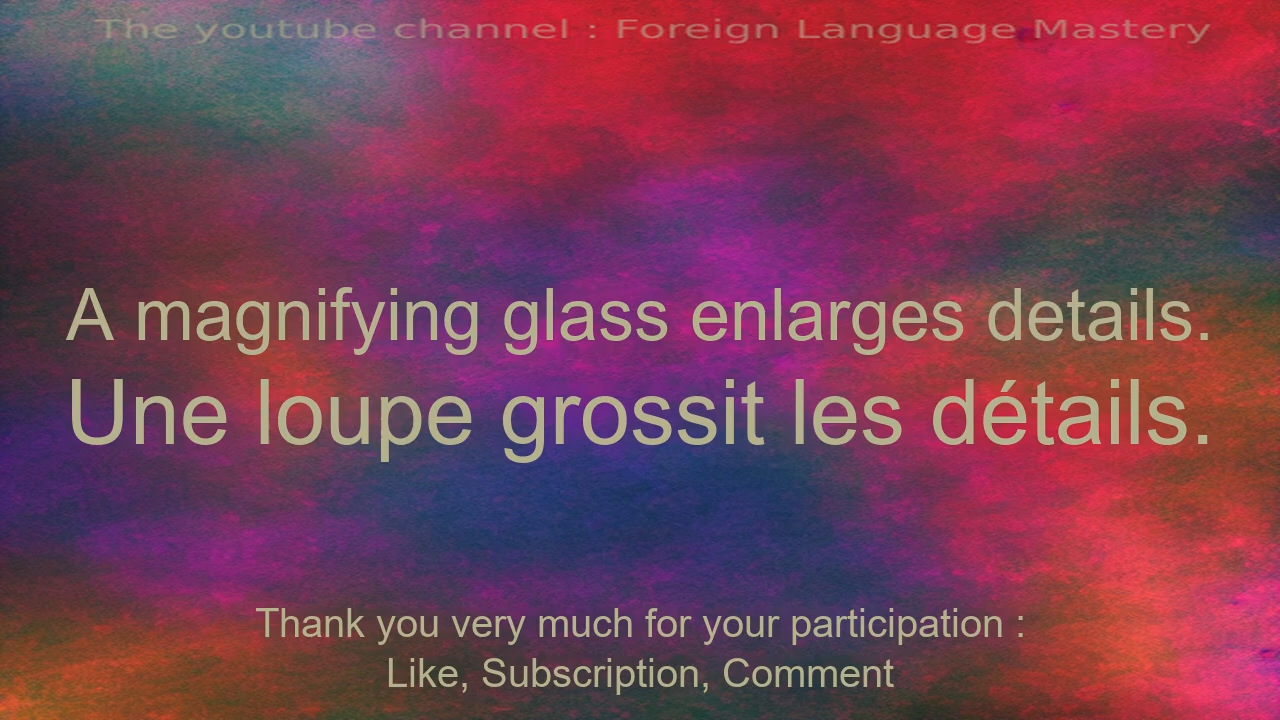 The youtube channel : Foreign Language Mastery
A magnifying glass enlarges details.
Une loupe grossit les détails.
Thank you very much for your participation :
Like, Subscription, Comment